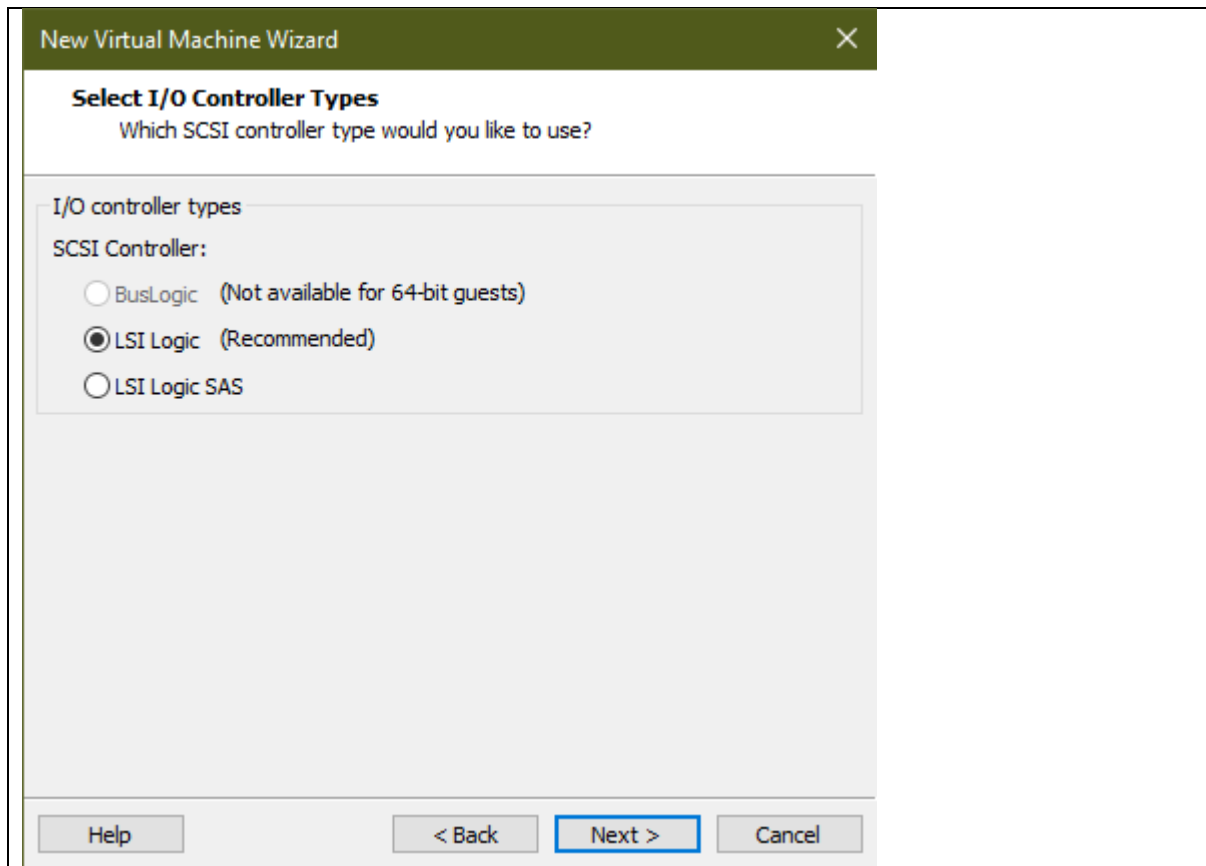 New Virtual Machine Wizard
Select I/O Controller Types
Which SCSI controller type would you like to use?
I/O controller types
SCSI Controller:
BusLogic (Not available for 64-bit guests)
LSI Logic (Recommended)
LSI Logic SAS
Help < Back Next > Cancel